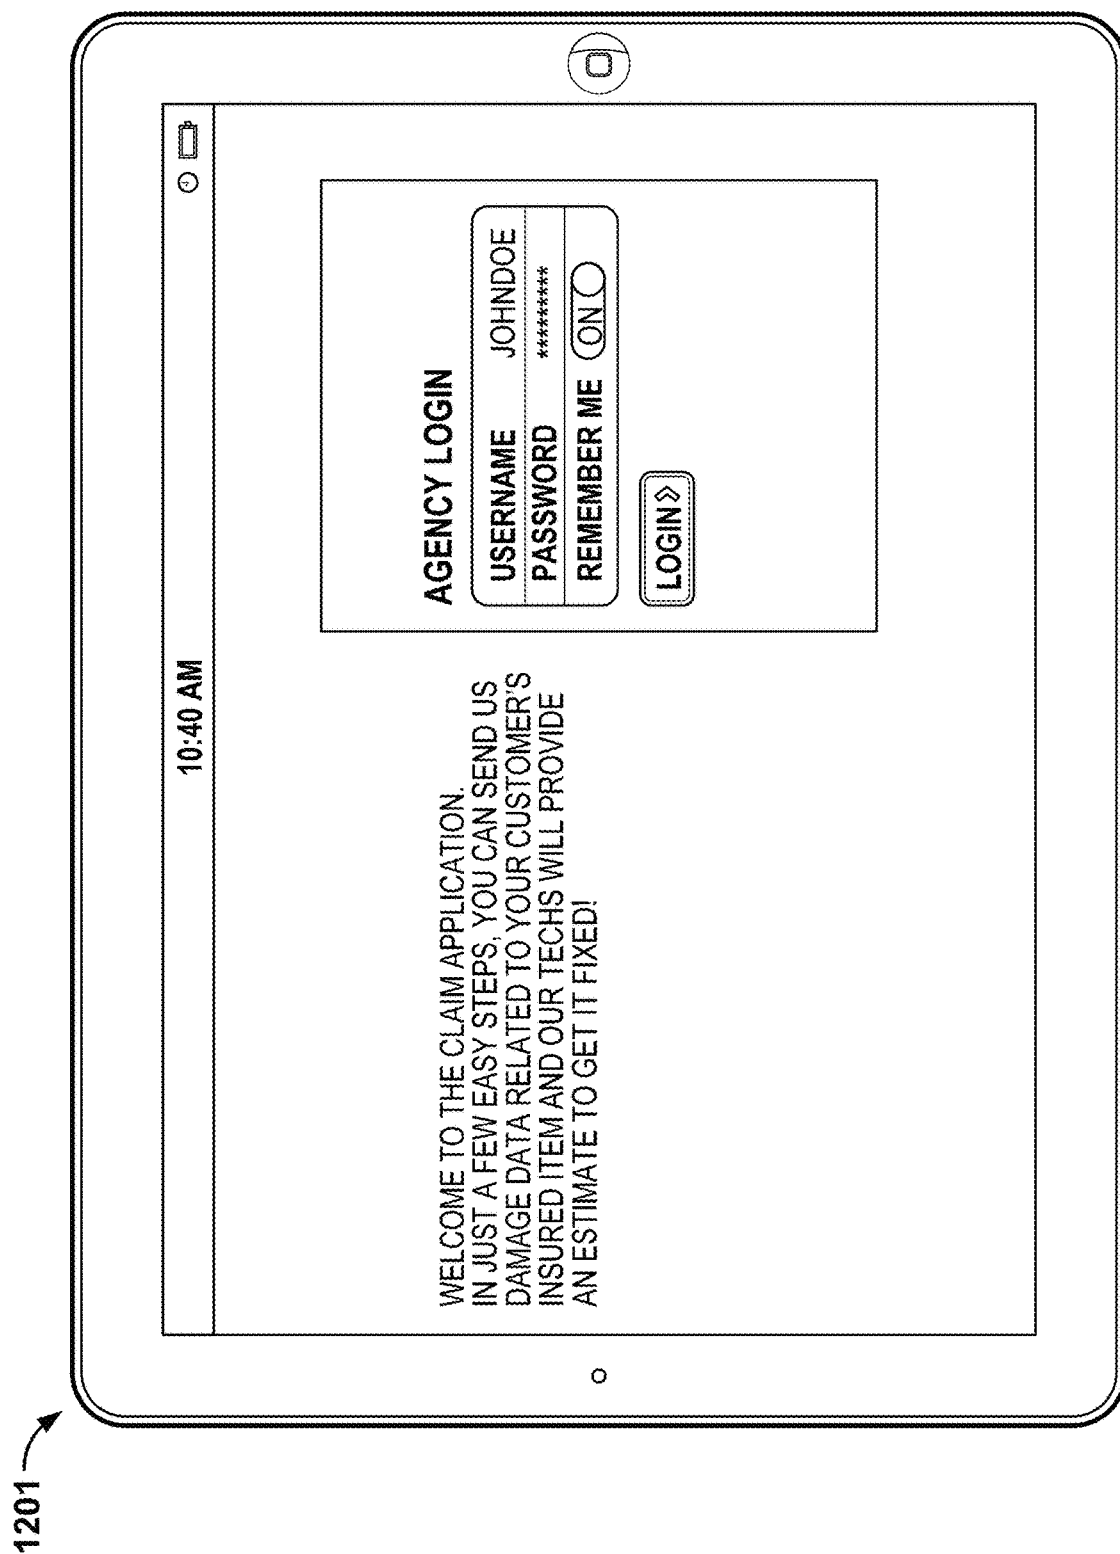 1201
10:40 AM
WELCOME TO THE CLAIM APPLICATION.
IN JUST A FEW EASY STEPS, YOU CAN SEND US
DAMAGE DATA RELATED TO YOUR CUSTOMER'S
INSURED ITEM AND OUR TECHS WILL PROVIDE
AN ESTIMATE TO GET IT FIXED!
AGENCY LOGIN
USERNAME JOHNDOE
PASSWORD *********
REMEMBER ME ON
LOGIN